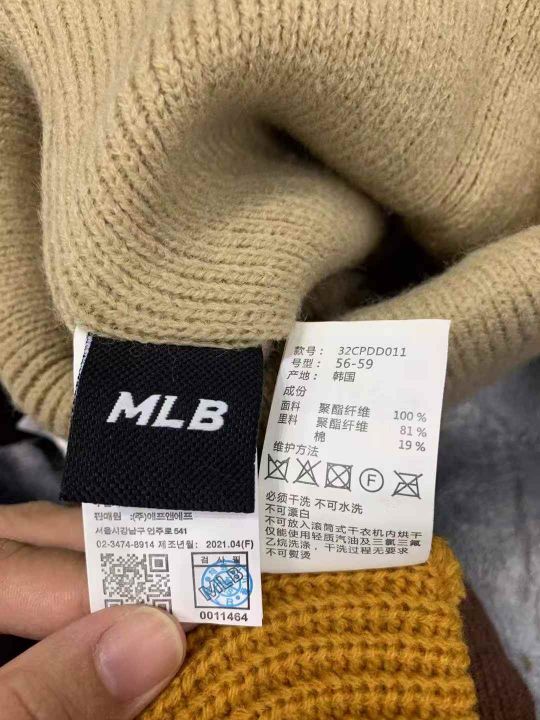 MLB
판매원 :(주)에프앤에프
서울시강남구 언주로 541
02-3474-8914 제조년월: 2021.04(F)
검사필
MLB
0011464
款号: 32CPDD011
号型: 56-59
产地: 韩国
成份
面料 聚酯纤维 100 %
里料 聚酯纤维 81 %
棉 19 %
维护方法
F
必须干洗 不可水洗
不可漂白
不可放入滚筒式干衣机内烘干
仅能使用轻质汽油及三氯三氟
乙烷洗涤, 干洗过程无要求
不可熨烫